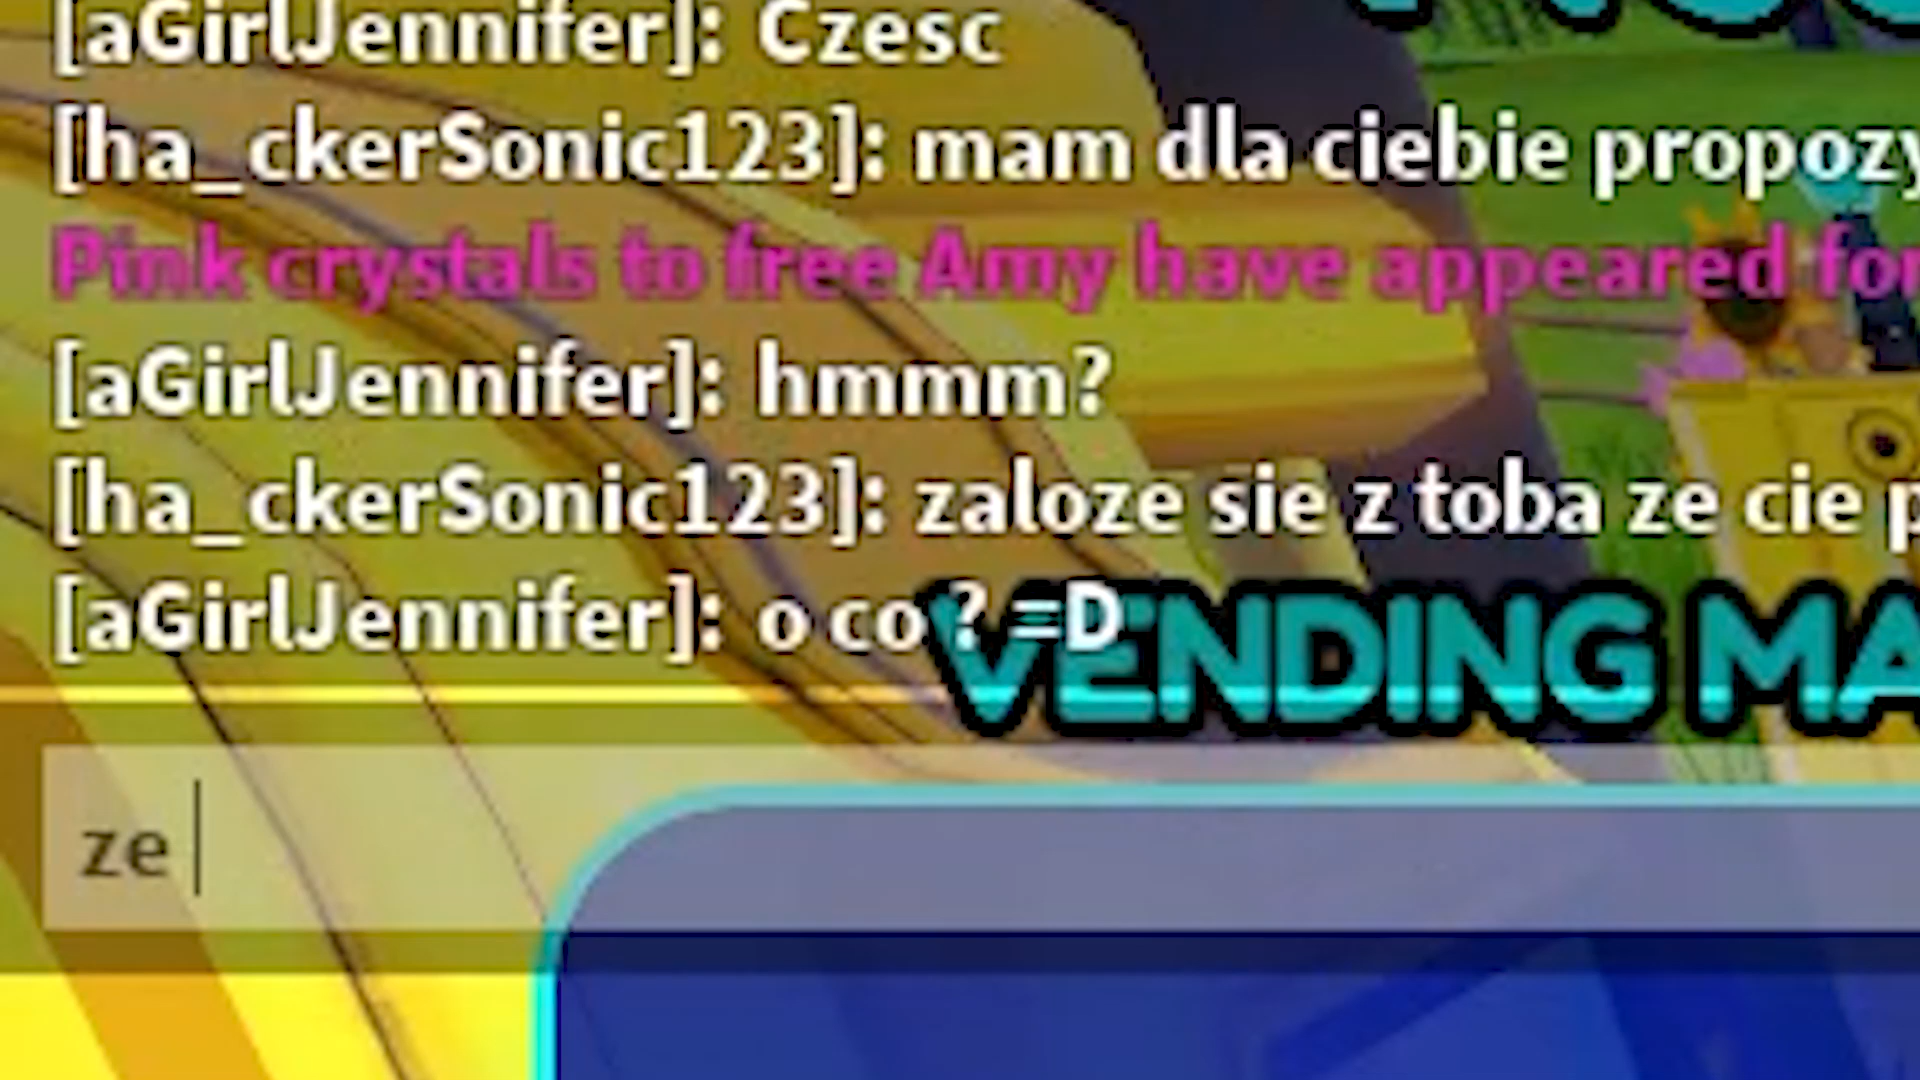 [aGirlJennifer]: Czesc
[ha_ckerSonic123]: mam dla ciebie propozy
Pink crystals to free Amy have appeared for
[aGirlJennifer]: hmmm?
[ha_ckerSonic123]: zaloze sie z toba ze cie p
[aGirlJennifer]: o co ? =D
VENDING MA
ze